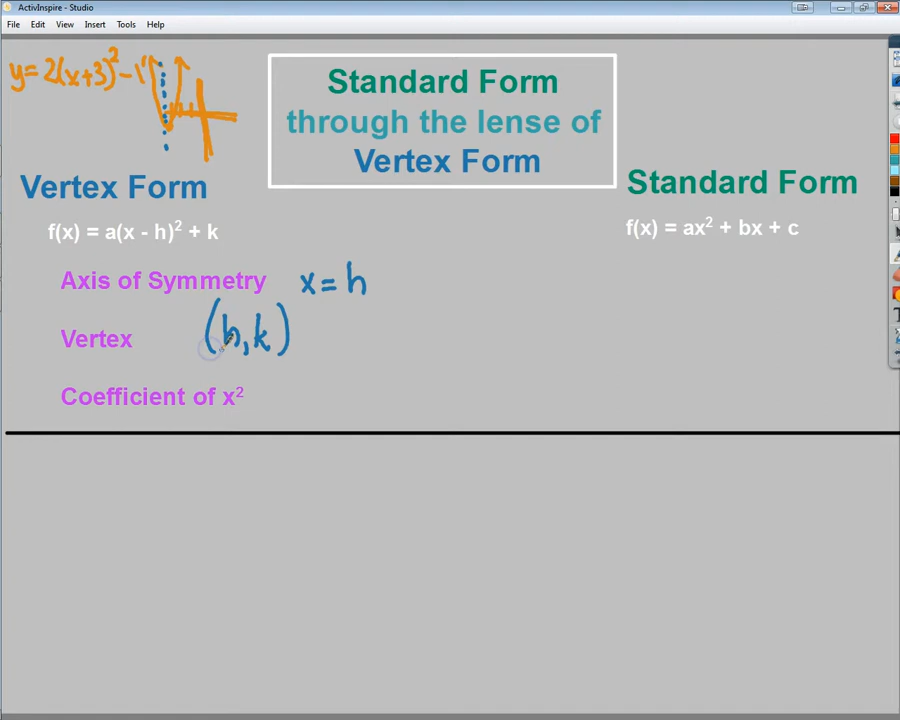 ActivInspire - Studio
File Edit View Insert Tools Help
y = 2(x+3)² - 1
Standard Form
through the lense of
Vertex Form
Vertex Form
Standard Form
f(x) = a(x - h)² + k
f(x) = ax² + bx + c
Axis of Symmetry x = h
Vertex (h, k)
Coefficient of x²